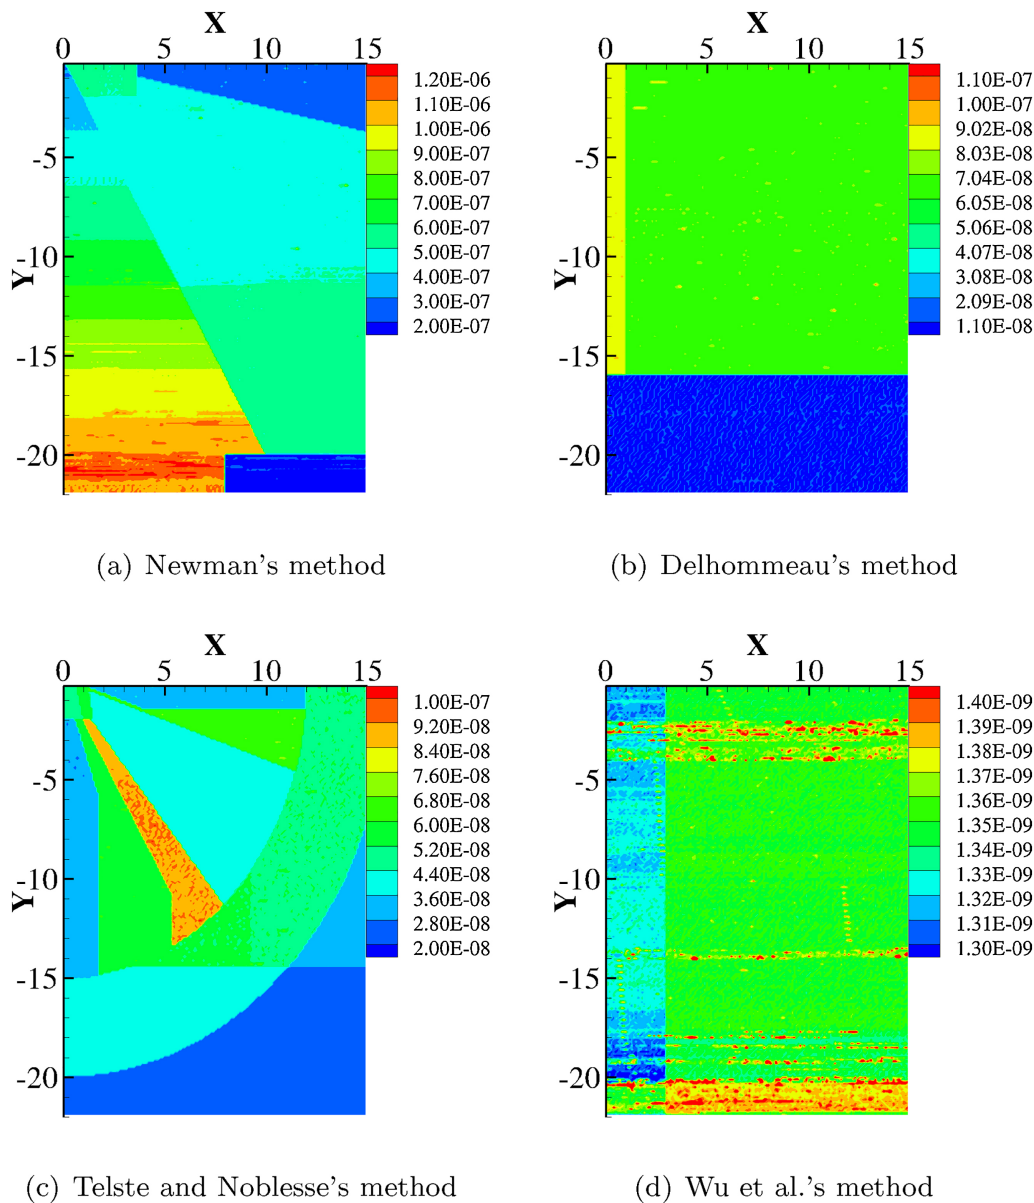 X
0 5 10 15
Y
-5
-10
-15
-20
1.20E-06
1.10E-06
1.00E-06
9.00E-07
8.00E-07
7.00E-07
6.00E-07
5.00E-07
4.00E-07
3.00E-07
2.00E-07
(a) Newman's method
X
0 5 10 15
Y
-5
-10
-15
-20
1.10E-07
1.00E-07
9.02E-08
8.03E-08
7.04E-08
6.05E-08
5.06E-08
4.07E-08
3.08E-08
2.09E-08
1.10E-08
(b) Delhommeau's method
X
0 5 10 15
Y
-5
-10
-15
-20
1.00E-07
9.20E-08
8.40E-08
7.60E-08
6.80E-08
6.00E-08
5.20E-08
4.40E-08
3.60E-08
2.80E-08
2.00E-08
(c) Telste and Noblesse's method
X
0 5 10 15
Y
-5
-10
-15
-20
1.40E-09
1.39E-09
1.38E-09
1.37E-09
1.36E-09
1.35E-09
1.34E-09
1.33E-09
1.32E-09
1.31E-09
1.30E-09
(d) Wu et al.'s method